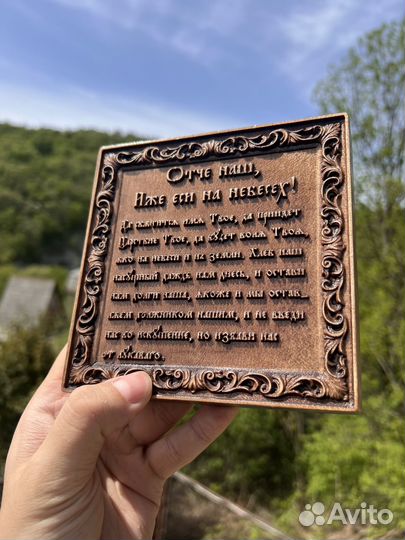 Отче наш,
Иже еси на небесех!
да святится имя Твое, да приидет
Царствие Твое, да будет воля Твоя,
яко на небеси и на земли. Хлеб наш
насущный даждь нам днесь, и остави
нам долги наша, якоже и мы остав-
ляем должником нашим, и не введи
нас во искушение, но избави нас
от лукаваго.
Avito